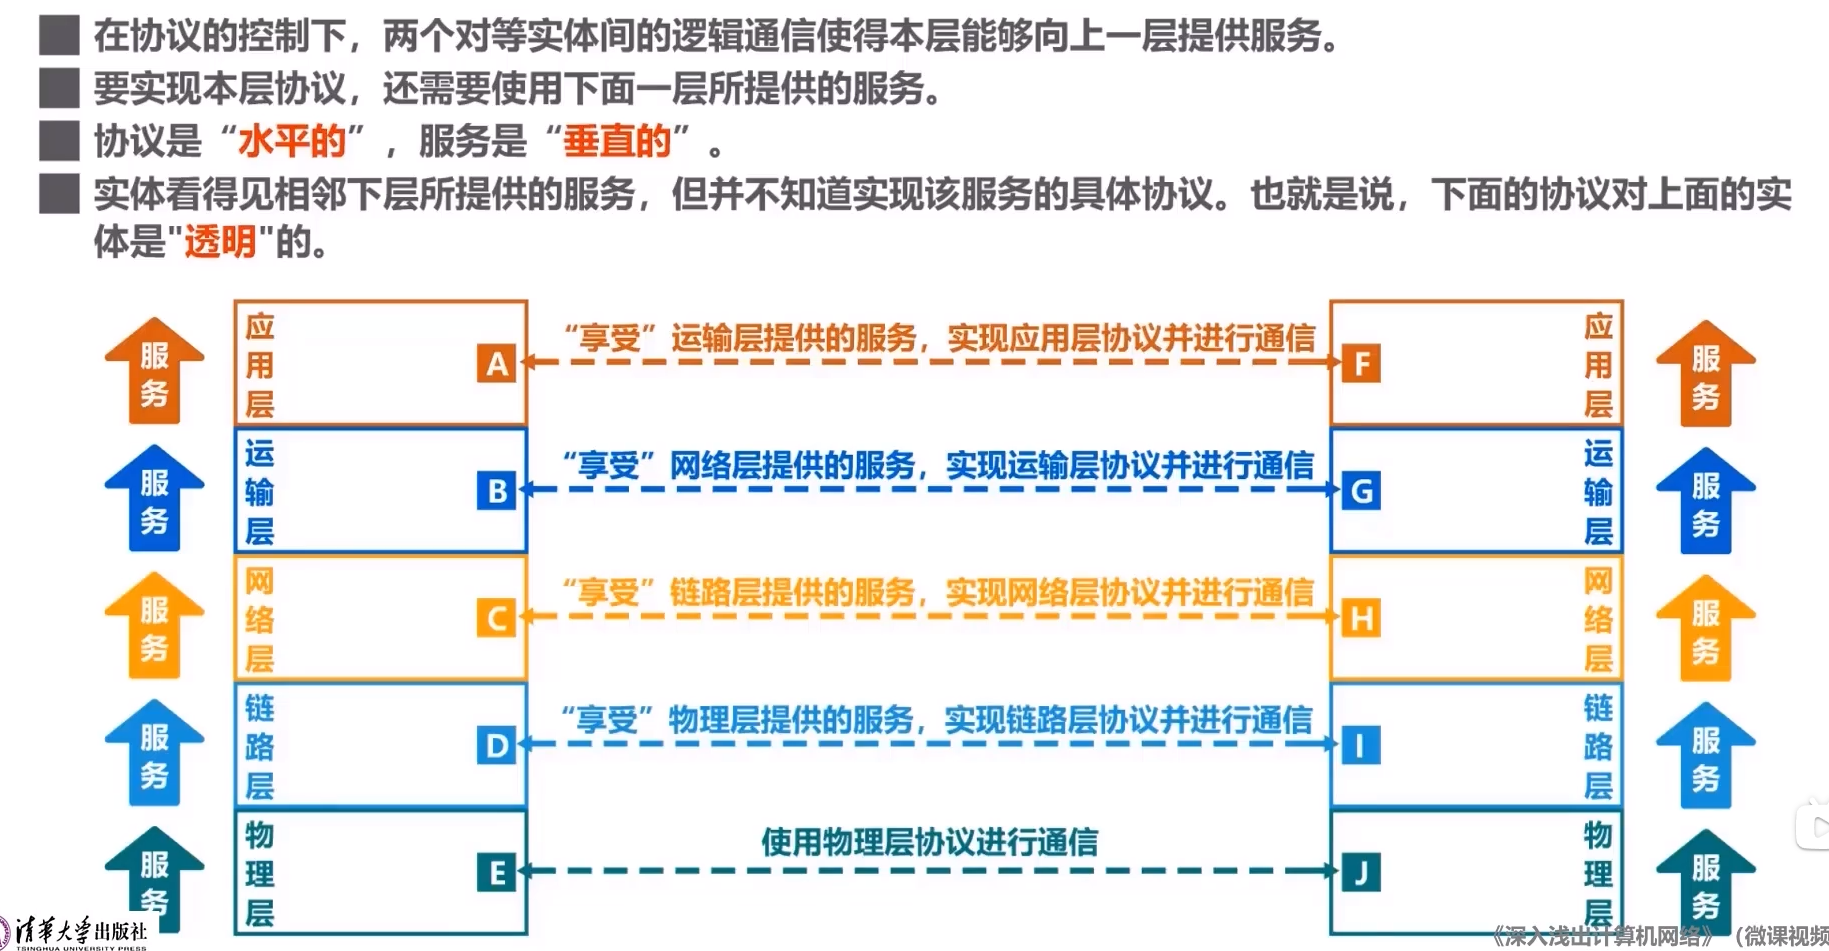 在协议的控制下，两个对等实体间的逻辑通信使得本层能够向上一层提供服务。
要实现本层协议，还需要使用下面一层所提供的服务。
协议是“水平的”，服务是“垂直的”。
实体看得见相邻下层所提供的服务，但并不知道实现该服务的具体协议。也就是说，下面的协议对上面的实
体是"透明"的。
服务
应用层
A
“享受”运输层提供的服务，实现应用层协议并进行通信
F
应用层
服务
服务
运输层
B
“享受”网络层提供的服务，实现运输层协议并进行通信
G
运输层
服务
服务
网络层
C
“享受”链路层提供的服务，实现网络层协议并进行通信
H
网络层
服务
服务
链路层
D
“享受”物理层提供的服务，实现链路层协议并进行通信
I
链路层
服务
服务
物理层
E
使用物理层协议进行通信
J
物理层
服务
清华大学出版社
TSINGHUA UNIVERSITY PRESS
《深入浅出计算机网络》（微课视频